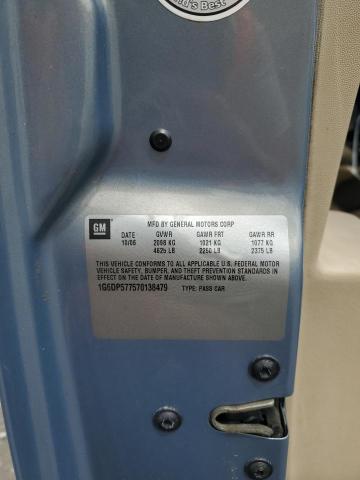 d's Best
GM
MFD BY GENERAL MOTORS CORP
DATE GVWR GAWR FRT GAWR RR
10/06 2098 KG 1021 KG 1077 KG
4625 LB 2250 LB 2375 LB
THIS VEHICLE CONFORMS TO ALL APPLICABLE U.S. FEDERAL MOTOR
VEHICLE SAFETY, BUMPER, AND THEFT PREVENTION STANDARDS IN
EFFECT ON THE DATE OF MANUFACTURE SHOWN ABOVE.
1G6DP577570138479 TYPE: PASS CAR